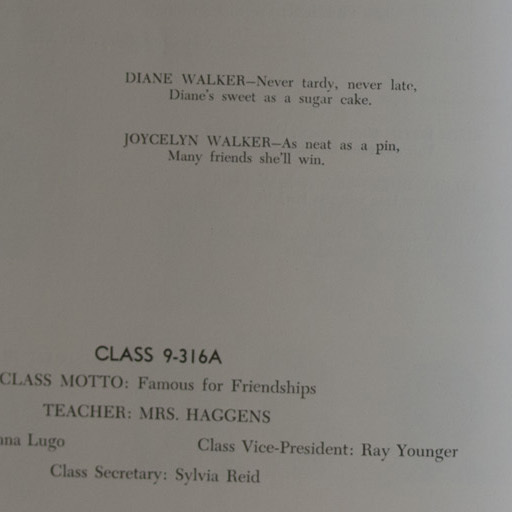 DIANE WALKER—Never tardy, never late,
Diane's sweet as a sugar cake.
JOYCELYN WALKER—As neat as a pin,
Many friends she'll win.
CLASS 9-316A
CLASS MOTTO: Famous for Friendships
TEACHER: MRS. HAGGENS
Lugo Class Vice-President: Ray Younger
Class Secretary: Sylvia Reid